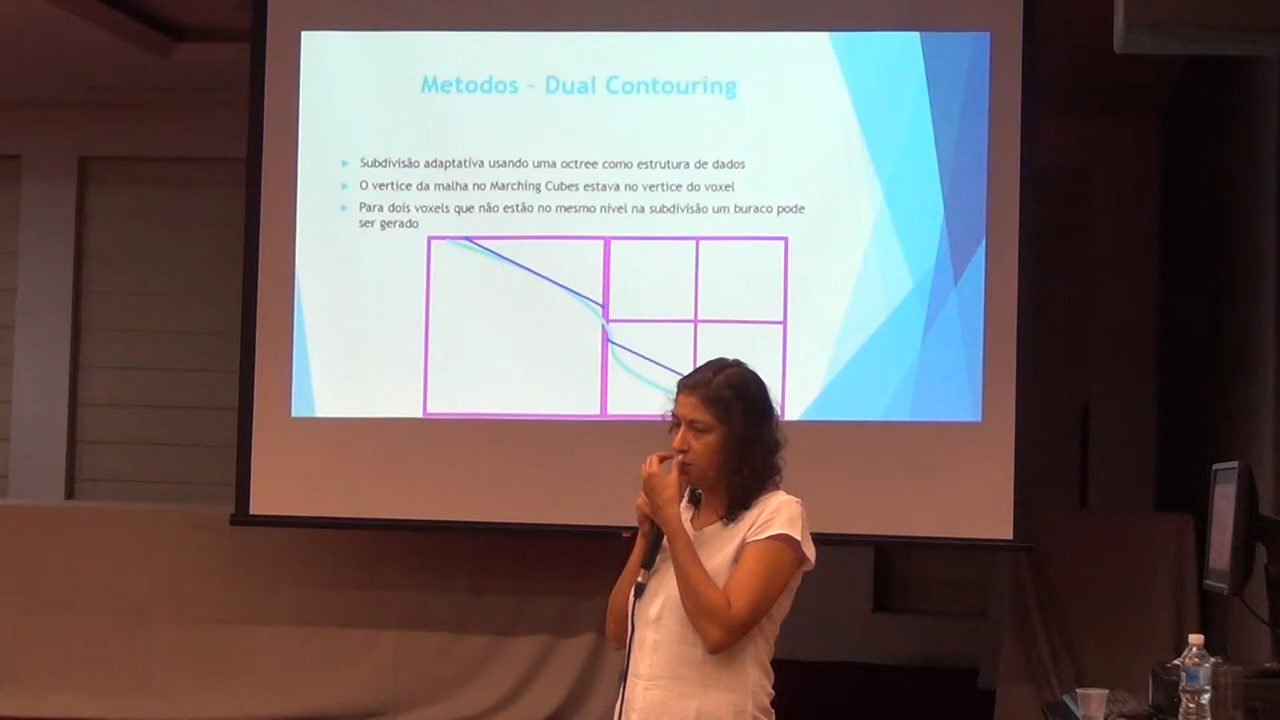 Metodos - Dual Contouring
Subdivisão adaptativa usando uma octree como estrutura de dados
O vertice da malha no Marching Cubes estava no vertice do voxel
Para dois voxels que não estão no mesmo nivel na subdivisão um buraco pode
ser gerado